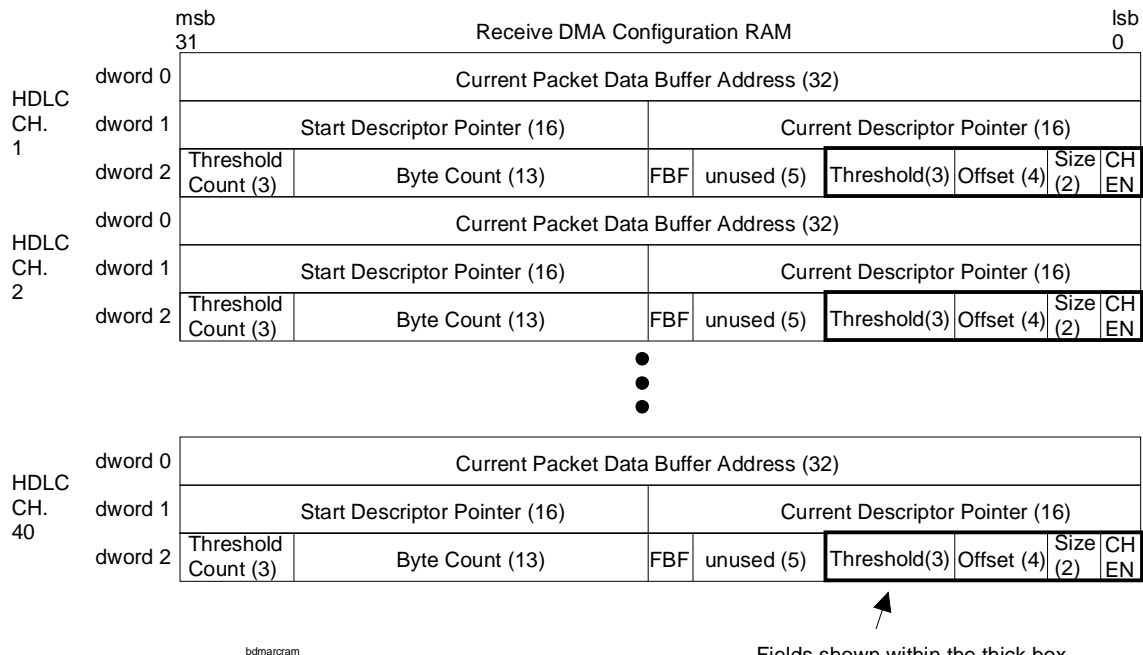 msb
31
Receive DMA Configuration RAM
lsb
0
HDLC
CH.
1
dword 0
Current Packet Data Buffer Address (32)
dword 1
Start Descriptor Pointer (16)
Current Descriptor Pointer (16)
dword 2
Threshold
Count (3)
Byte Count (13)
FBF
unused (5)
Threshold(3)
Offset (4)
Size
(2)
CH
EN
HDLC
CH.
2
dword 0
Current Packet Data Buffer Address (32)
dword 1
Start Descriptor Pointer (16)
Current Descriptor Pointer (16)
dword 2
Threshold
Count (3)
Byte Count (13)
FBF
unused (5)
Threshold(3)
Offset (4)
Size
(2)
CH
EN
HDLC
CH.
40
dword 0
Current Packet Data Buffer Address (32)
dword 1
Start Descriptor Pointer (16)
Current Descriptor Pointer (16)
dword 2
Threshold
Count (3)
Byte Count (13)
FBF
unused (5)
Threshold(3)
Offset (4)
Size
(2)
CH
EN
bdmarcram
Fields shown within the thick box